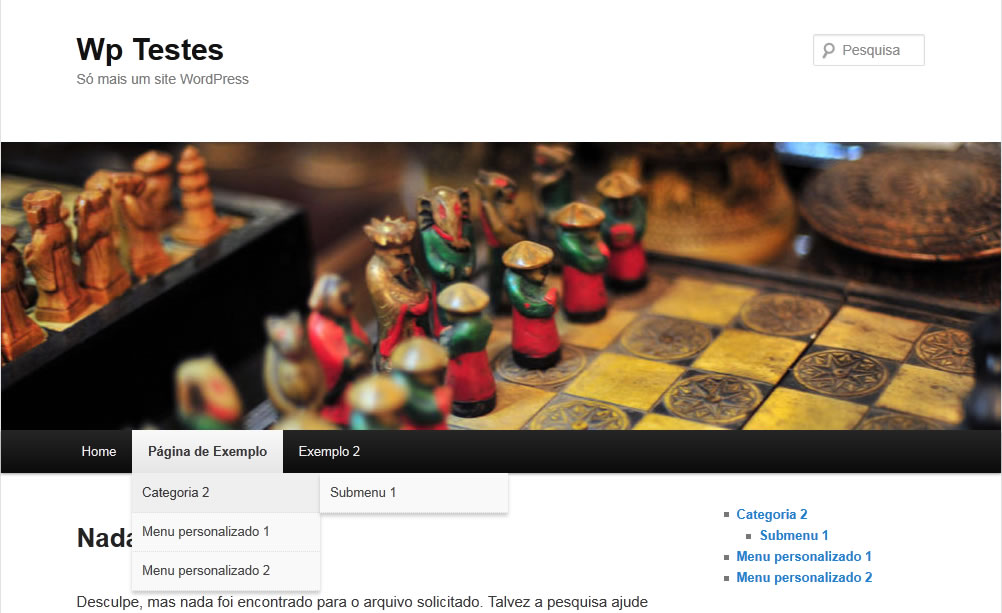 Wp Testes
Só mais um site WordPress
Pesquisa
Home
Página de Exemplo
Exemplo 2
Categoria 2
Submenu 1
Menu personalizado 1
Menu personalizado 2
Nada
Categoria 2
Submenu 1
Menu personalizado 1
Menu personalizado 2
Desculpe, mas nada foi encontrado para o arquivo solicitado. Talvez a pesquisa ajude